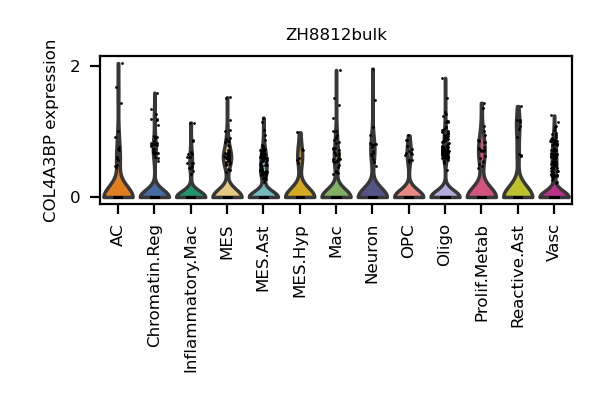 ZH8812bulk
COL4A3BP expression
2
0
AC
Chromatin.Reg
Inflammatory.Mac
MES
MES.Ast
MES.Hyp
Mac
Neuron
OPC
Oligo
Prolif.Metab
Reactive.Ast
Vasc